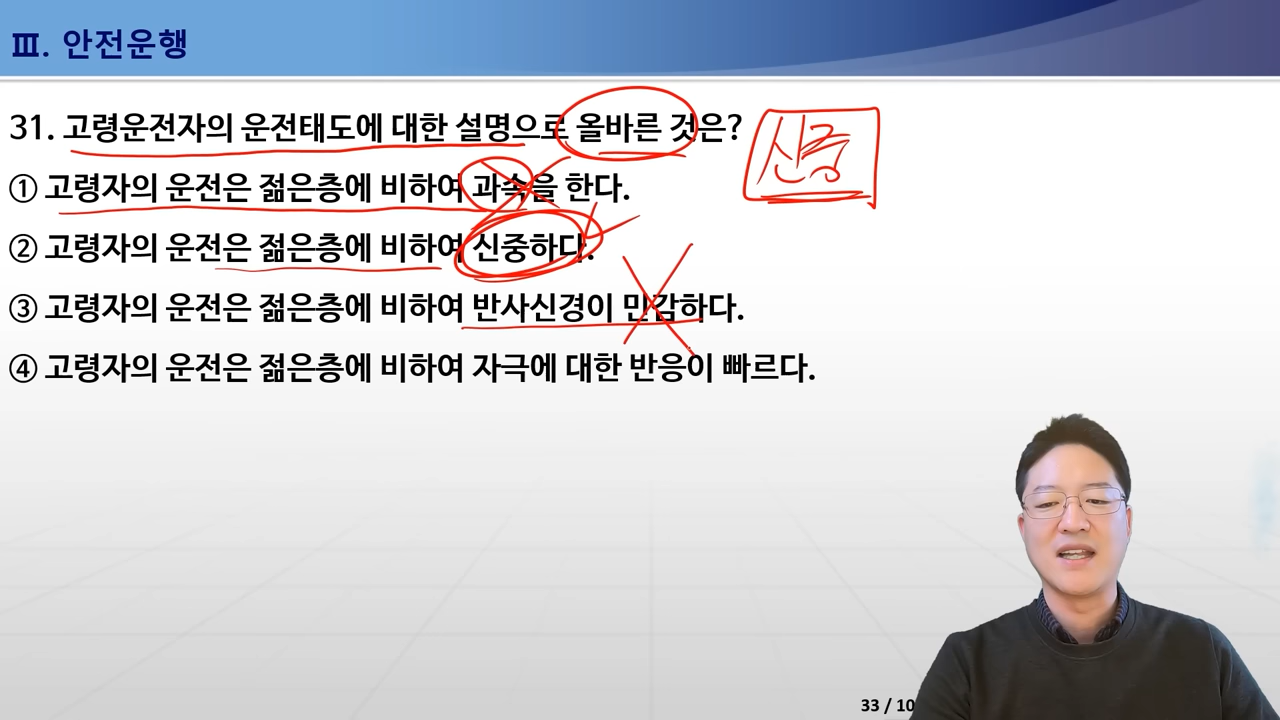 Ⅲ. 안전운행
31. 고령운전자의 운전태도에 대한 설명으로 올바른 것은?
신중
① 고령자의 운전은 젊은층에 비하여 과속을 한다.
② 고령자의 운전은 젊은층에 비하여 신중하다.
③ 고령자의 운전은 젊은층에 비하여 반사신경이 민감하다.
④ 고령자의 운전은 젊은층에 비하여 자극에 대한 반응이 빠르다.
33 / 10